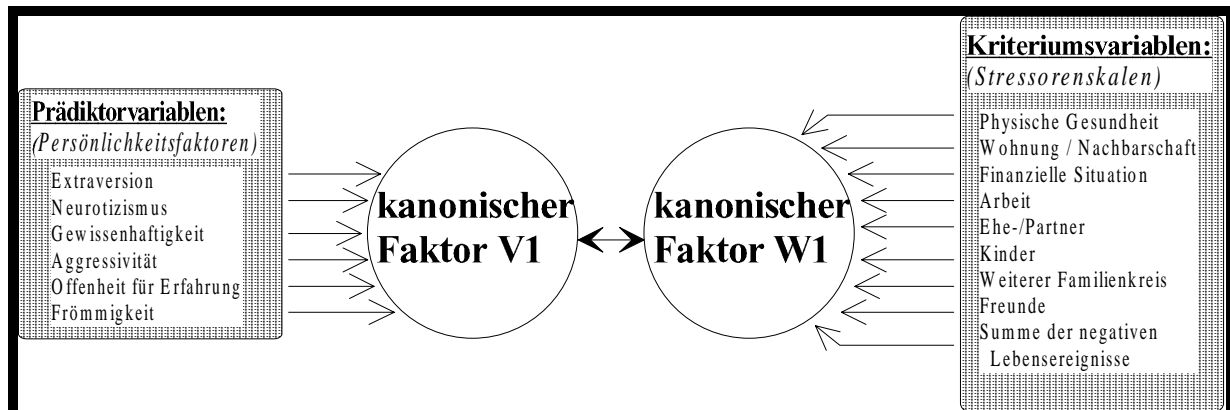 Prädiktorvariablen:
(Persönlichkeitsfaktoren)
Extraversion
Neurotizismus
Gewissenhaftigkeit
Aggressivität
Offenheit für Erfahrung
Frömmigkeit
kanonischer
Faktor V1
kanonischer
Faktor W1
Kriteriumsvariablen:
(Stressorenskalen)
Physische Gesundheit
Wohnung / Nachbarschaft
Finanzielle Situation
Arbeit
Ehe-/Partner
Kinder
Weiterer Familienkreis
Freunde
Summe der negativen
Lebensereignisse